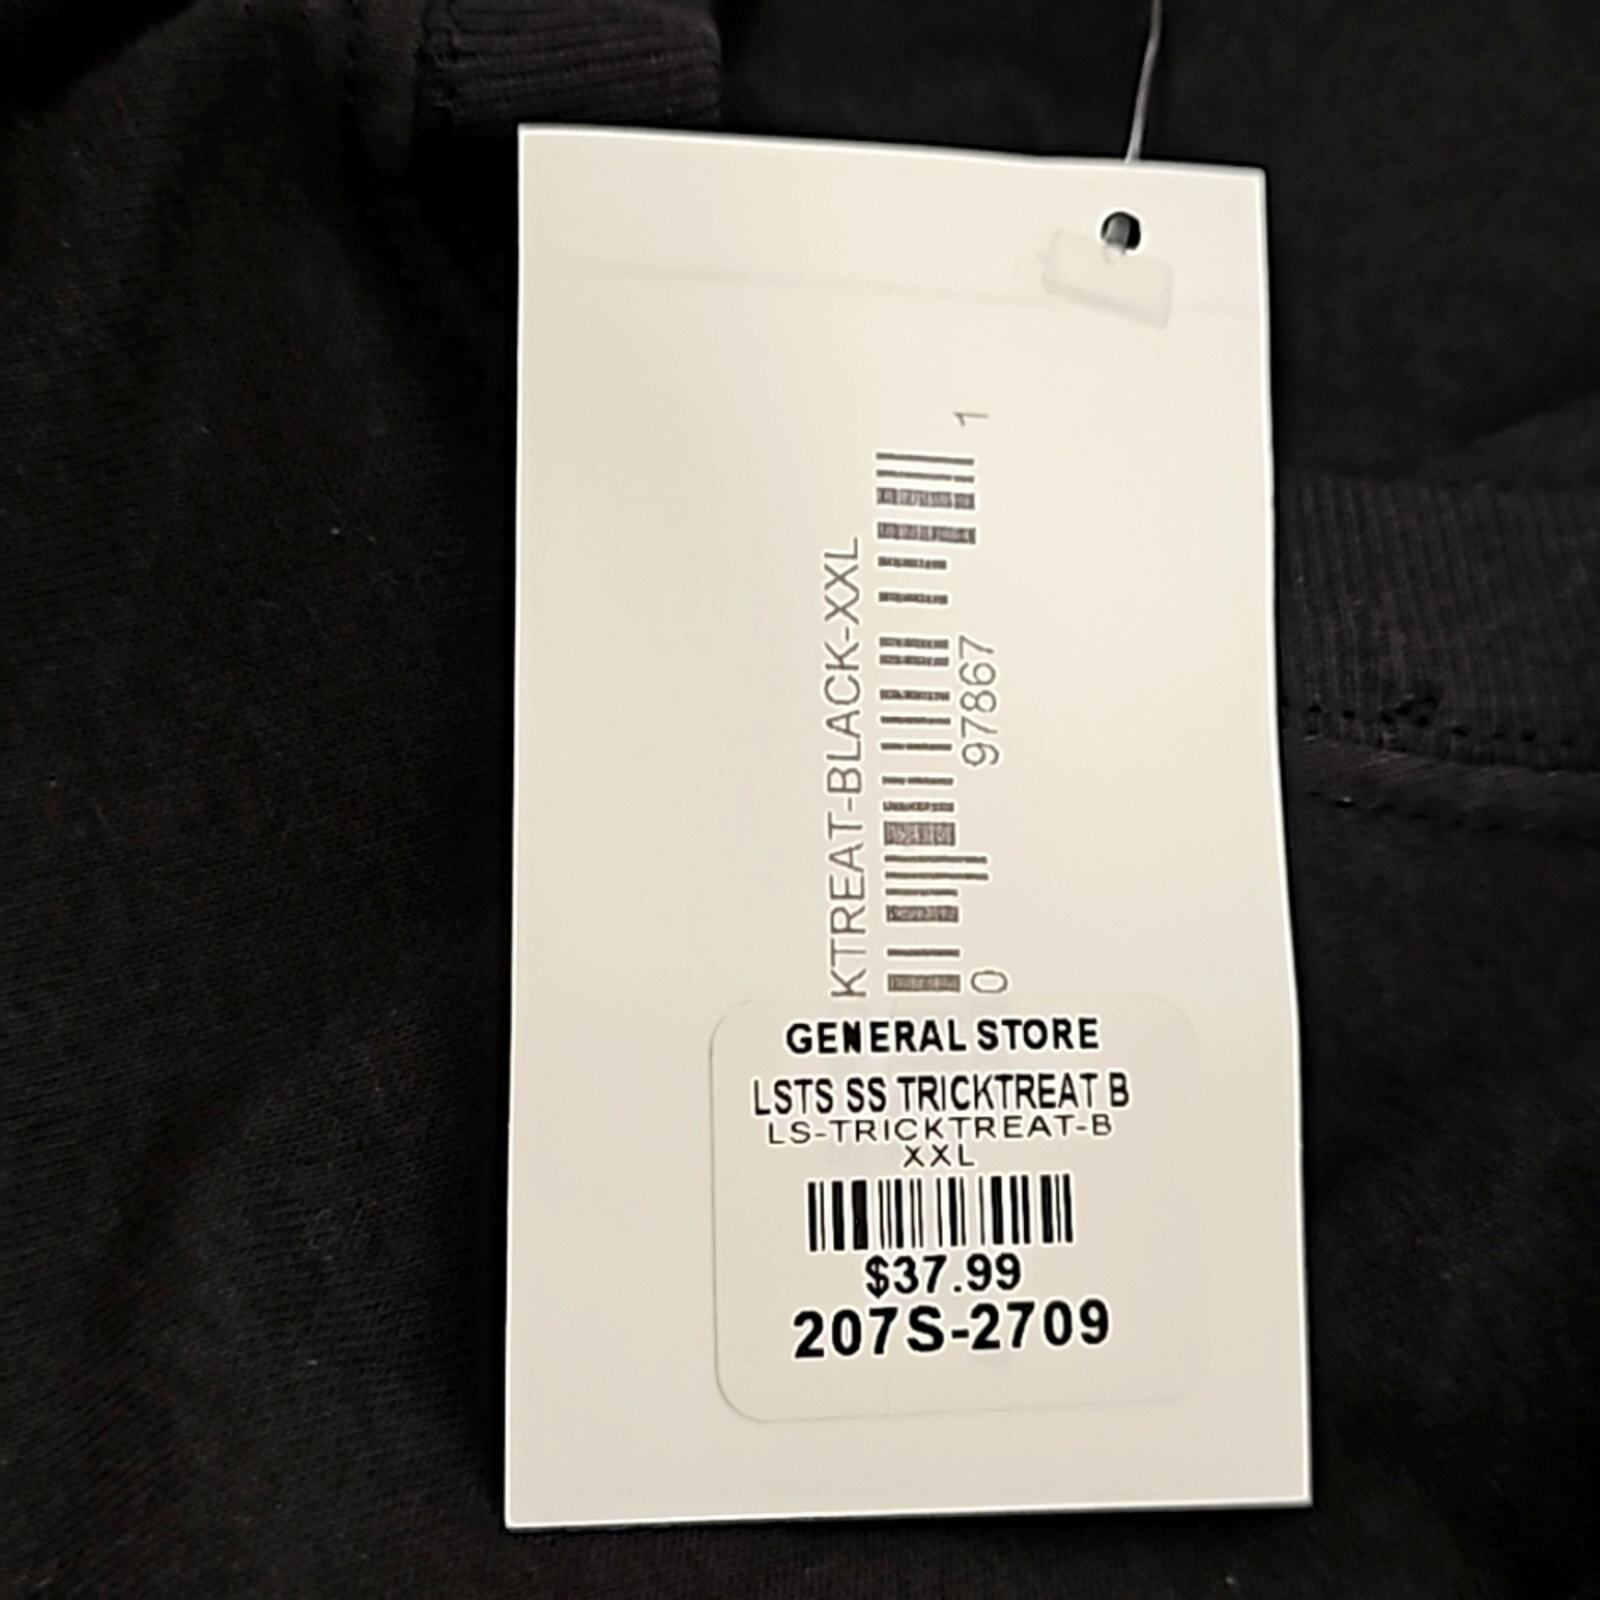 KTREAT-BLACK-XXL
0 97867 1
GENERAL STORE
LSTS SS TRICKTREAT B
LS-TRICKTREAT-B
XXL
$37.99
207S-2709